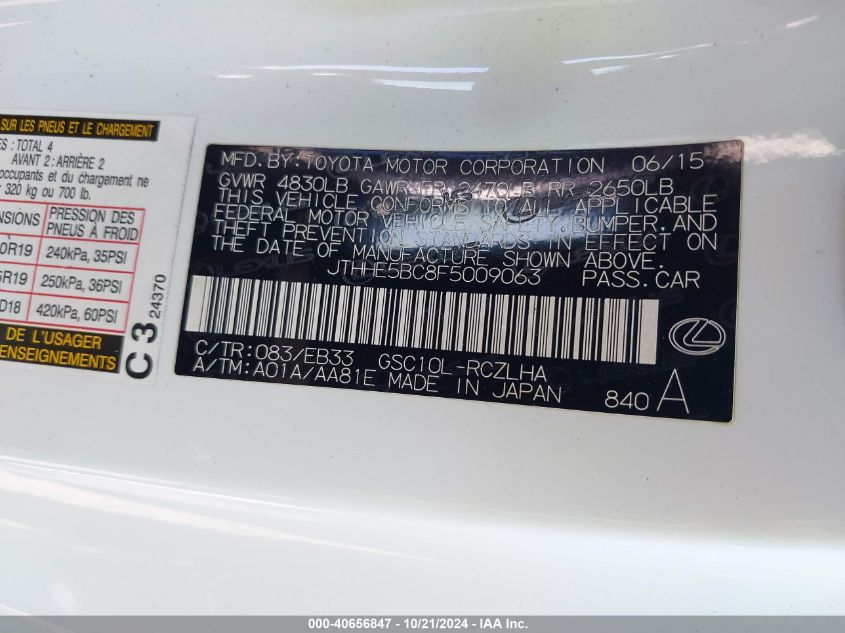 SUR LES PNEUS ET LE CHARGEMENT
ES : TOTAL 4
AVANT 2 : ARRIÈRE 2
occupants et du chargement ne
320 kg ou 700 lb.
NSIONS PRESSION DES PNEUS À FROID
0R19 240kPa, 35PSI
5R19 250kPa, 36PSI
D18 420kPa, 60PSI
DE L'USAGER
enseignements
C3
24370
MFD. BY: TOYOTA MOTOR CORPORATION 06/15
GVWR 4830LB GAWR FR 2470LB RR 2650LB
THIS VEHICLE CONFORMS TO ALL APPLICABLE
FEDERAL MOTOR VEHICLE SAFETY, BUMPER, AND
THEFT PREVENTION STANDARDS IN EFFECT ON
THE DATE OF MANUFACTURE SHOWN ABOVE.
JTHHE5BC8F5009063 PASS.CAR
C/TR: 083/EB33 GSC10L-RCZLHA
A/TM: A01A/AA81E MADE IN JAPAN 840 A
000-40656847 - 10/21/2024 - IAA Inc.